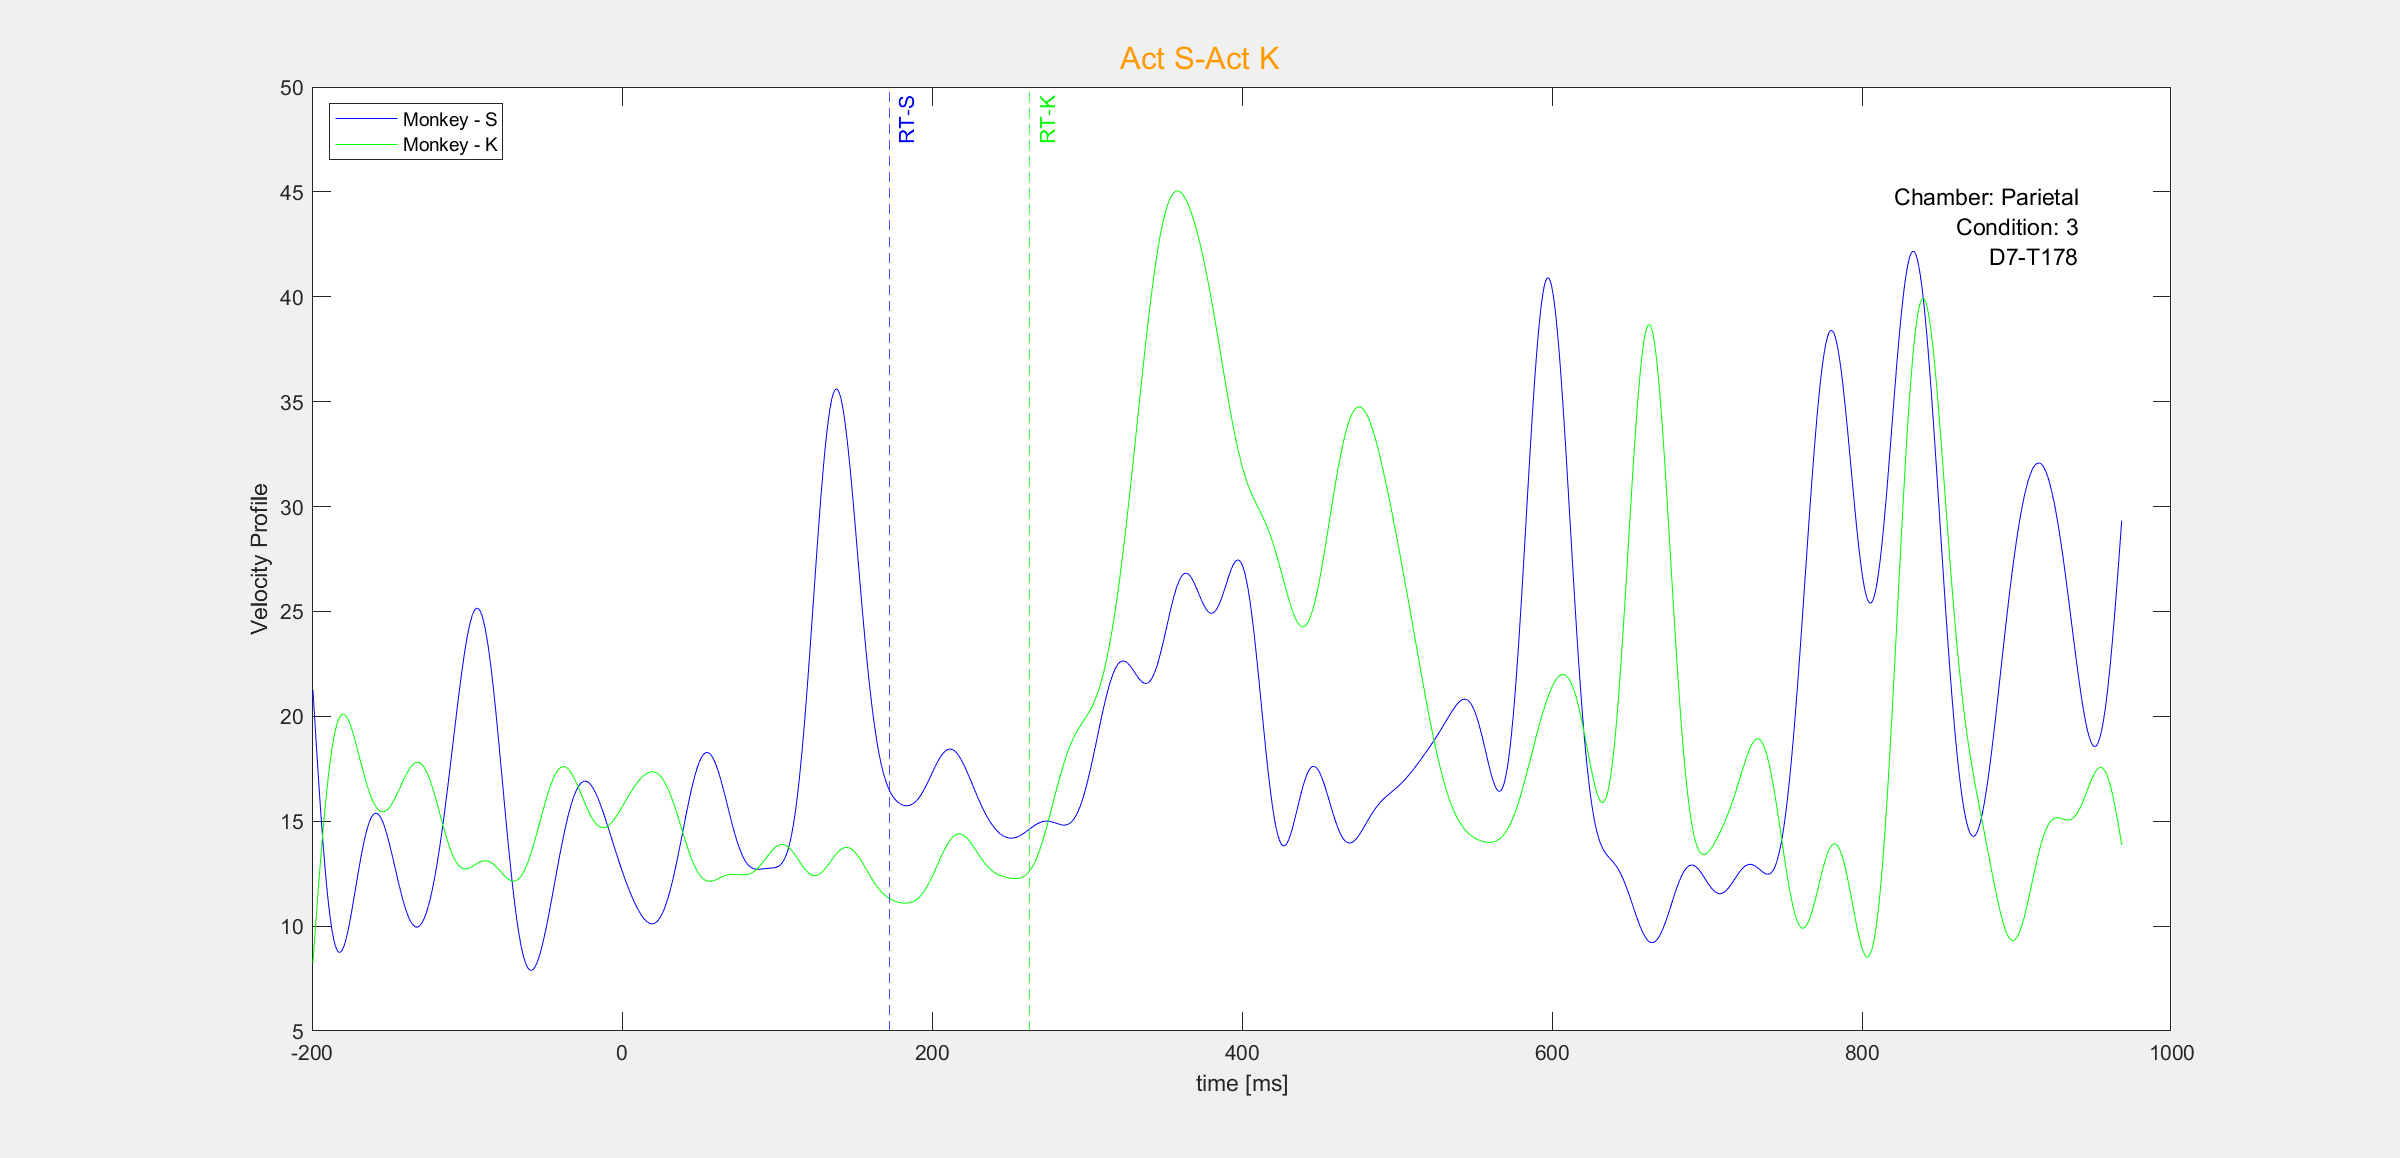 Act S-Act K
50
45
40
35
30
25
20
15
10
5
Velocity Profile
Monkey - S
Monkey - K
RT-S
RT-K
Chamber: Parietal
Condition: 3
D7-T178
-200 0 200 400 600 800 1000
time [ms]